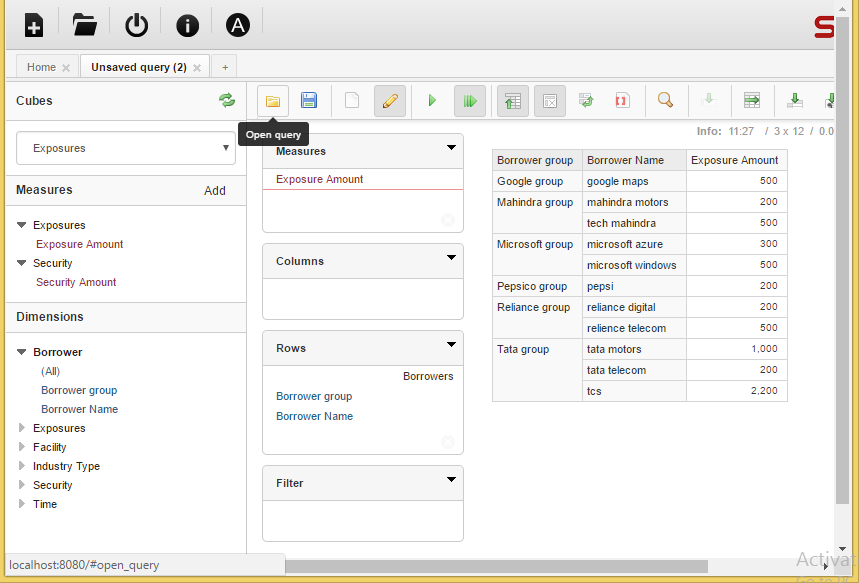 A
S
Home
Unsaved query (2)
+
Cubes
Open query
Exposures
Measures Add
Exposures
Exposure Amount
Security
Security Amount
Dimensions
Borrower
(All)
Borrower group
Borrower Name
Exposures
Facility
Industry Type
Security
Time
localhost:8080/#open_query
Measures
Exposure Amount
Columns
Rows
Borrowers
Borrower group
Borrower Name
Filter
Info: 11:27 / 3 x 12 / 0.0
Borrower group Borrower Name Exposure Amount
Google group google maps 500
Mahindra group mahindra motors 200
tech mahindra 500
Microsoft group microsoft azure 300
microsoft windows 500
Pepsico group pepsi 200
Reliance group reliance digital 200
relience telecom 500
Tata group tata motors 1,000
tata telecom 200
tcs 2,200
Activat